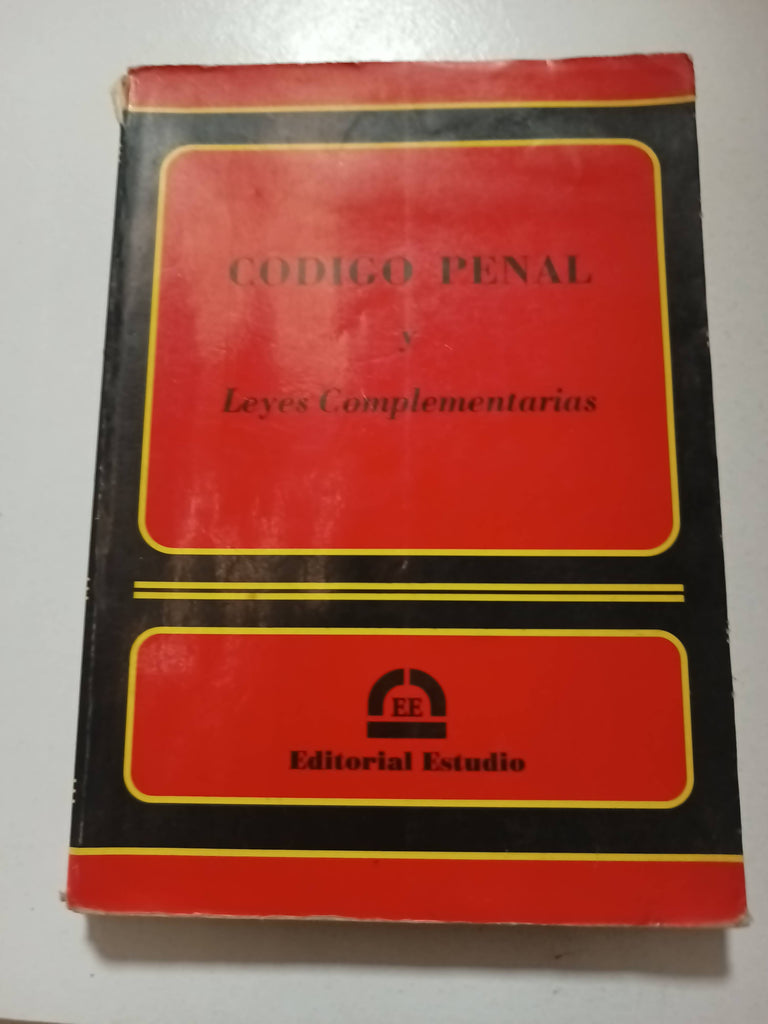 CODIGO PENAL
y
Leyes Complementarias
EE
Editorial Estudio